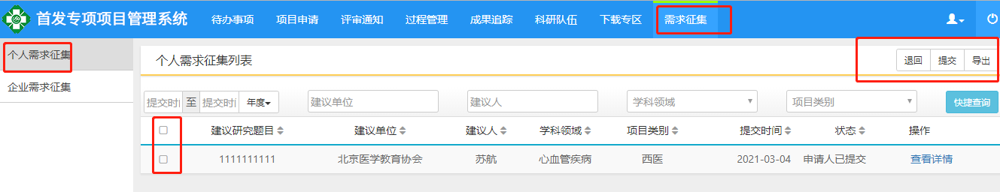 首发专项项目管理系统 待办事项 项目申请 评审通知 过程管理 成果追踪 科研队伍 下载专区 需求征集
个人需求征集
企业需求征集
个人需求征集列表 退回 提交 导出
提交时间 至 提交时间 年度 建议单位 建议人 学科领域 项目类别 快捷查询
建议研究题目 建议单位 建议人 学科领域 项目类别 提交时间 状态 操作
1111111111 北京医学教育协会 苏航 心血管疾病 西医 2021-03-04 申请人已提交 查看详情